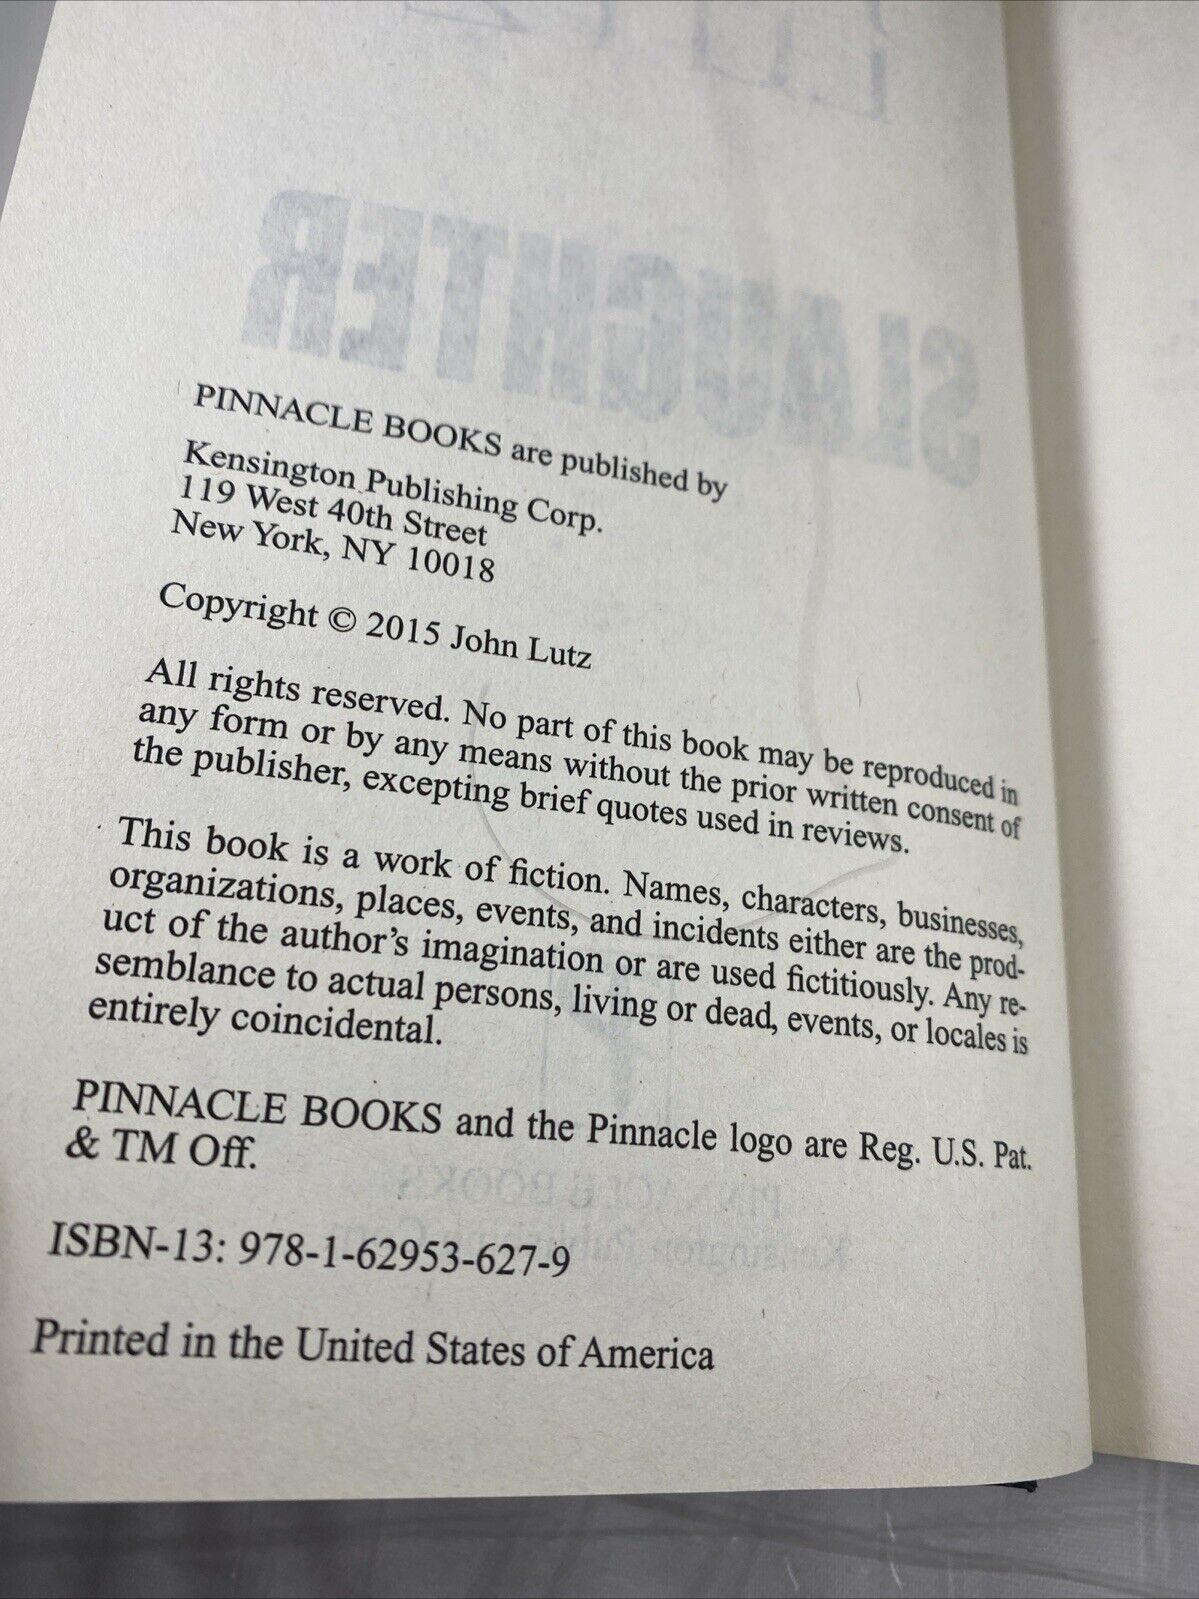 SLAUGHTER
PINNACLE BOOKS are published by
Kensington Publishing Corp.
119 West 40th Street
New York, NY 10018
Copyright © 2015 John Lutz
All rights reserved. No part of this book may be reproduced in
any form or by any means without the prior written consent of
the publisher, excepting brief quotes used in reviews.
This book is a work of fiction. Names, characters, businesses,
organizations, places, events, and incidents either are the prod-
uct of the author's imagination or are used fictitiously. Any re-
semblance to actual persons, living or dead, events, or locales is
entirely coincidental.
PINNACLE BOOKS and the Pinnacle logo are Reg. U.S. Pat.
& TM Off.
PINNACLE BOOKS
ISBN-13: 978-1-62953-627-9
Printed in the United States of America